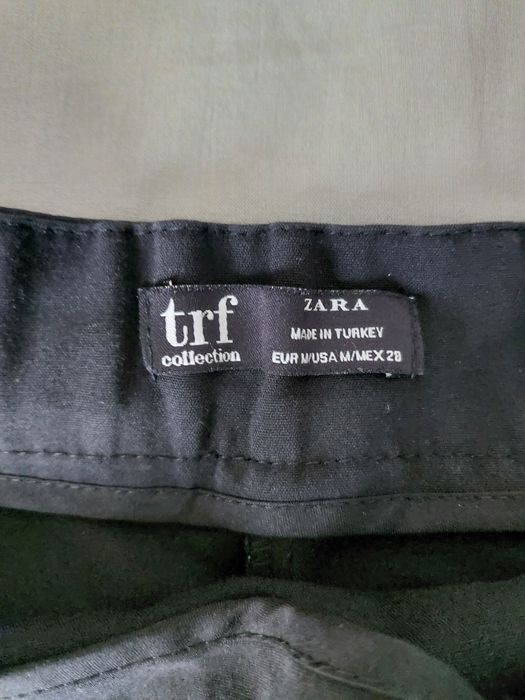 trf
collection
ZARA
MADE IN TURKEY
EUR M/USA M/MEX 28